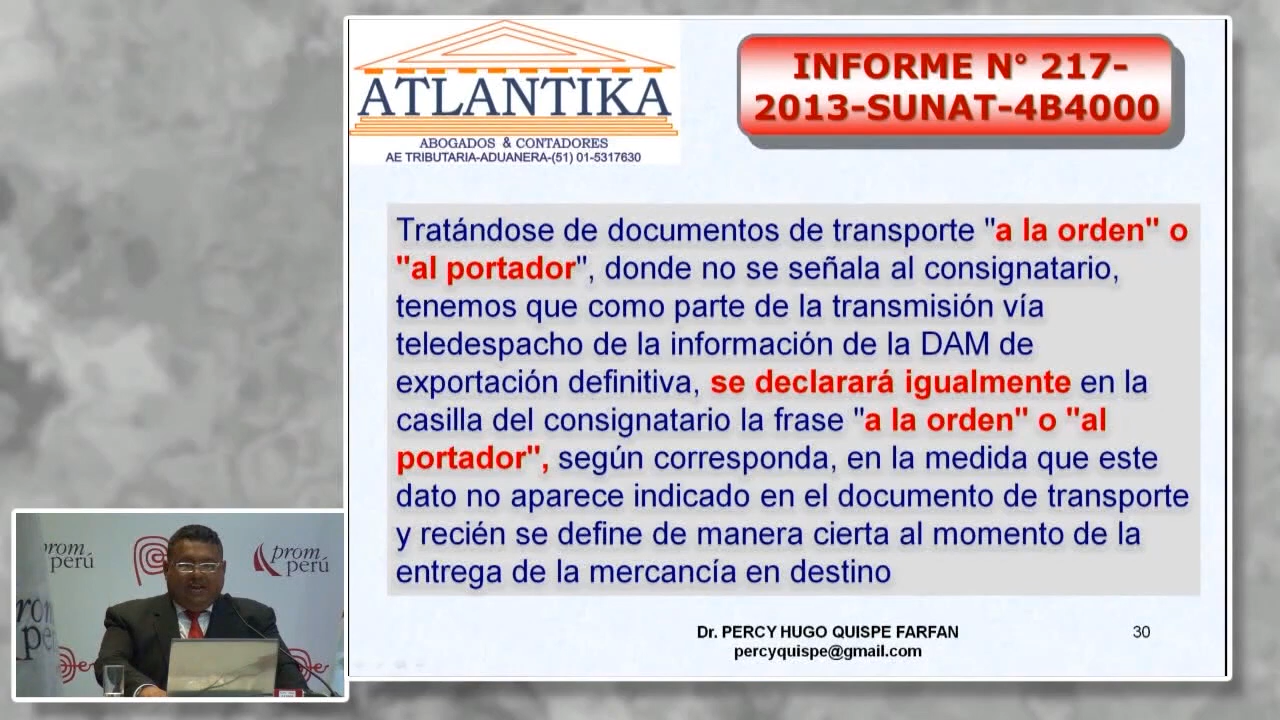 ATLANTIKA
ABOGADOS & CONTADORES
AE TRIBUTARIA-ADUANERA-(51) 01-5317630
INFORME N° 217-
2013-SUNAT-4B4000
Tratándose de documentos de transporte "a la orden" o
"al portador", donde no se señala al consignatario,
tenemos que como parte de la transmisión vía
teledespacho de la información de la DAM de
exportación definitiva, se declarará igualmente en la
casilla del consignatario la frase "a la orden" o "al
portador", según corresponda, en la medida que este
dato no aparece indicado en el documento de transporte
y recién se define de manera cierta al momento de la
entrega de la mercancía en destino
Dr. PERCY HUGO QUISPE FARFAN
percyquispe@gmail.com
30
prom
perú
prom
perú